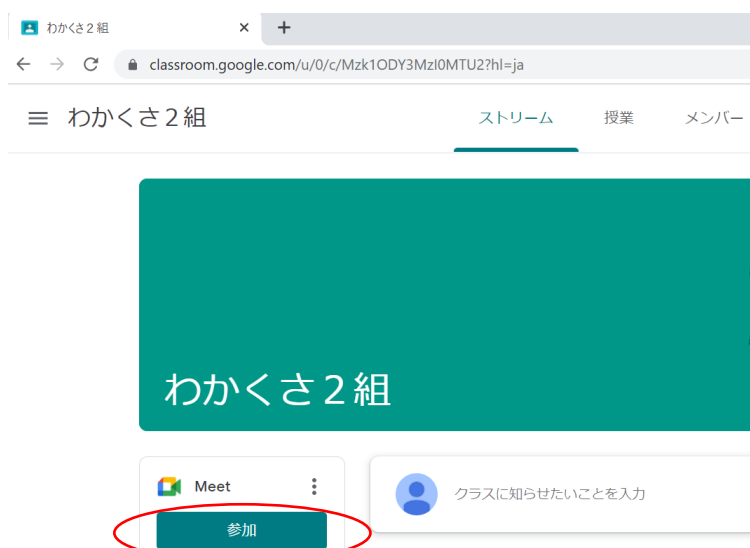 わかくさ２組
classroom.google.com/u/0/c/Mzk1ODY3MzI0MTU2?hl=ja
わかくさ２組 ストリーム 授業 メンバー
わかくさ２組
Meet
クラスに知らせたいことを入力
参加